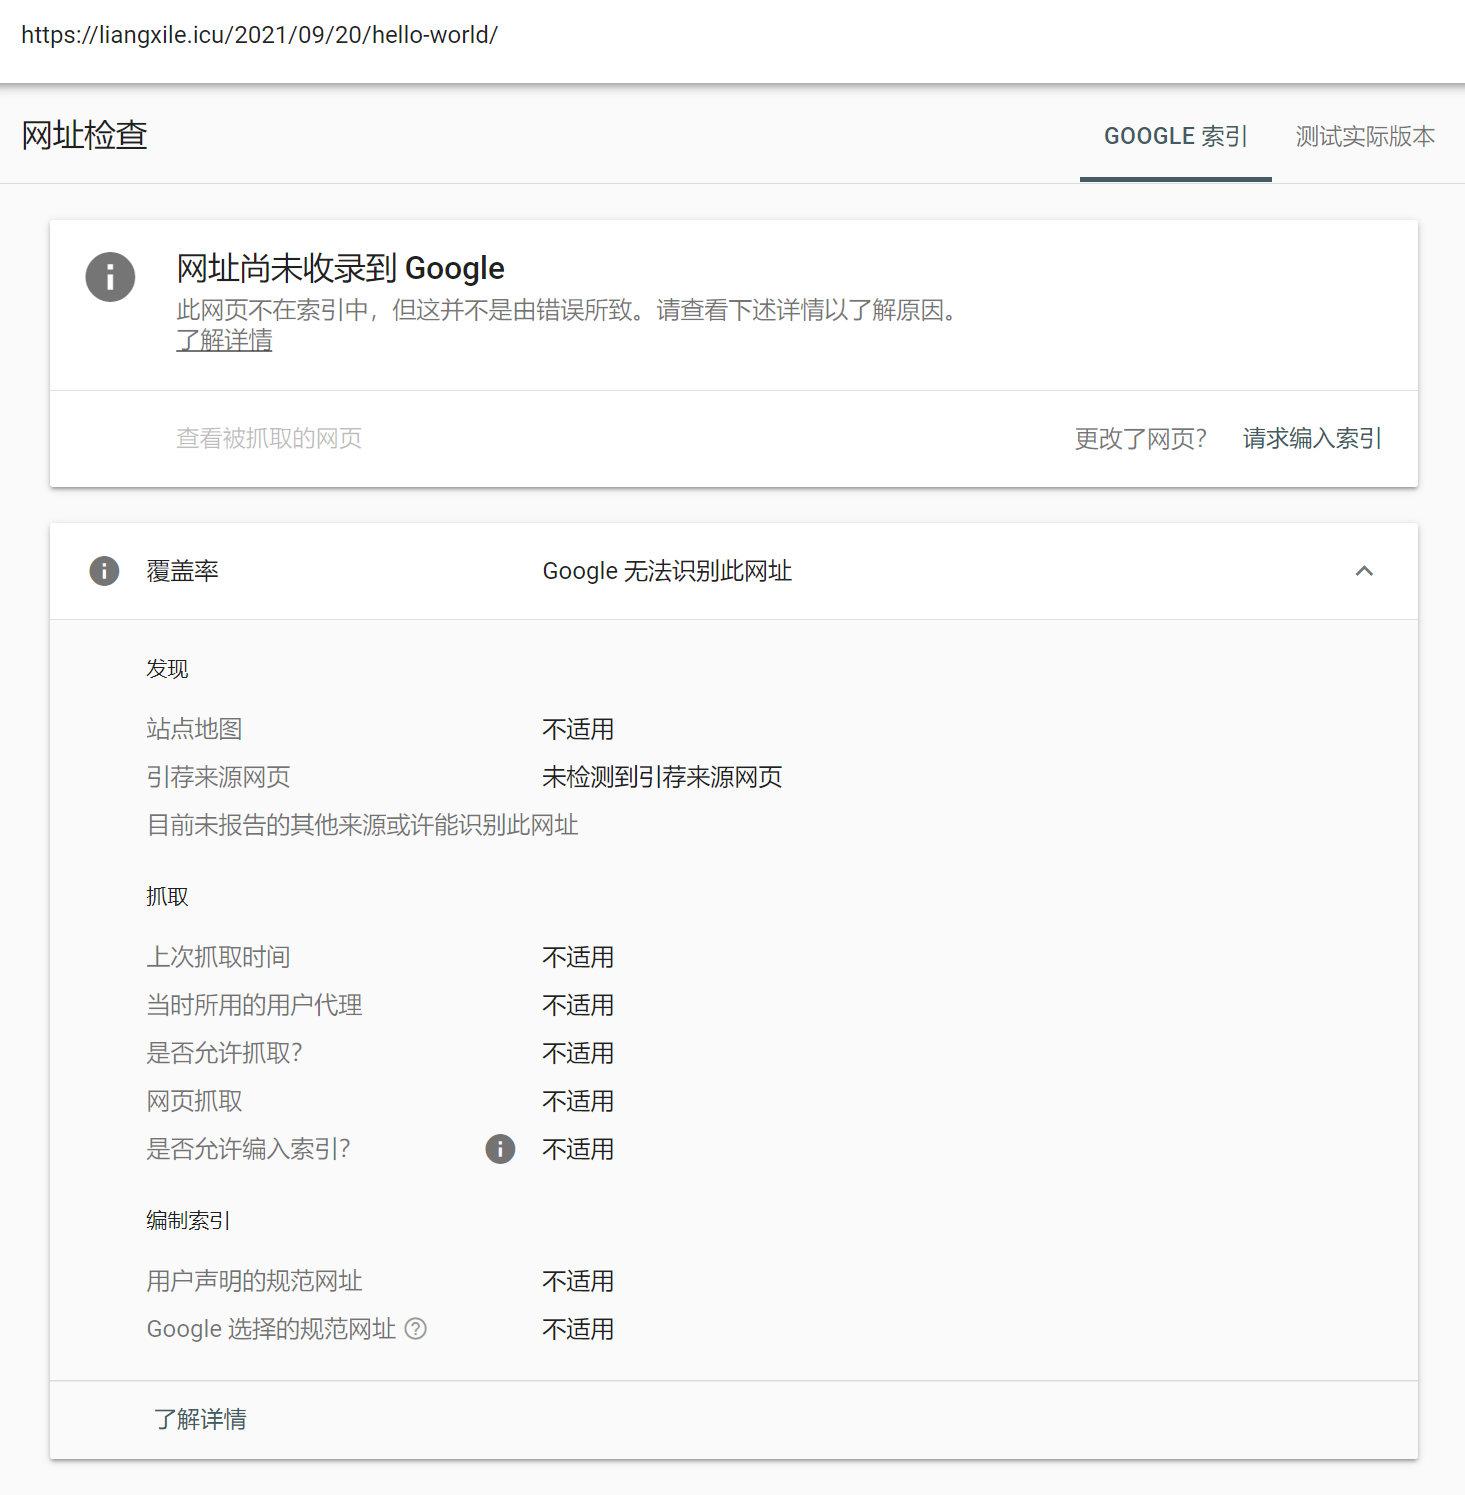 https://liangxile.icu/2021/09/20/hello-world/
网址检查
GOOGLE 索引
测试实际版本
网址尚未收录到 Google
此网页不在索引中，但这并不是由错误所致。请查看下述详情以了解原因。
了解详情
查看被抓取的网页
更改了网页？
请求编入索引
覆盖率
Google 无法识别此网址
发现
站点地图
不适用
引荐来源网页
未检测到引荐来源网页
目前未报告的其他来源或许能识别此网址
抓取
上次抓取时间
不适用
当时所用的用户代理
不适用
是否允许抓取？
不适用
网页抓取
不适用
是否允许编入索引？
不适用
编制索引
用户声明的规范网址
不适用
Google 选择的规范网址
不适用
了解详情